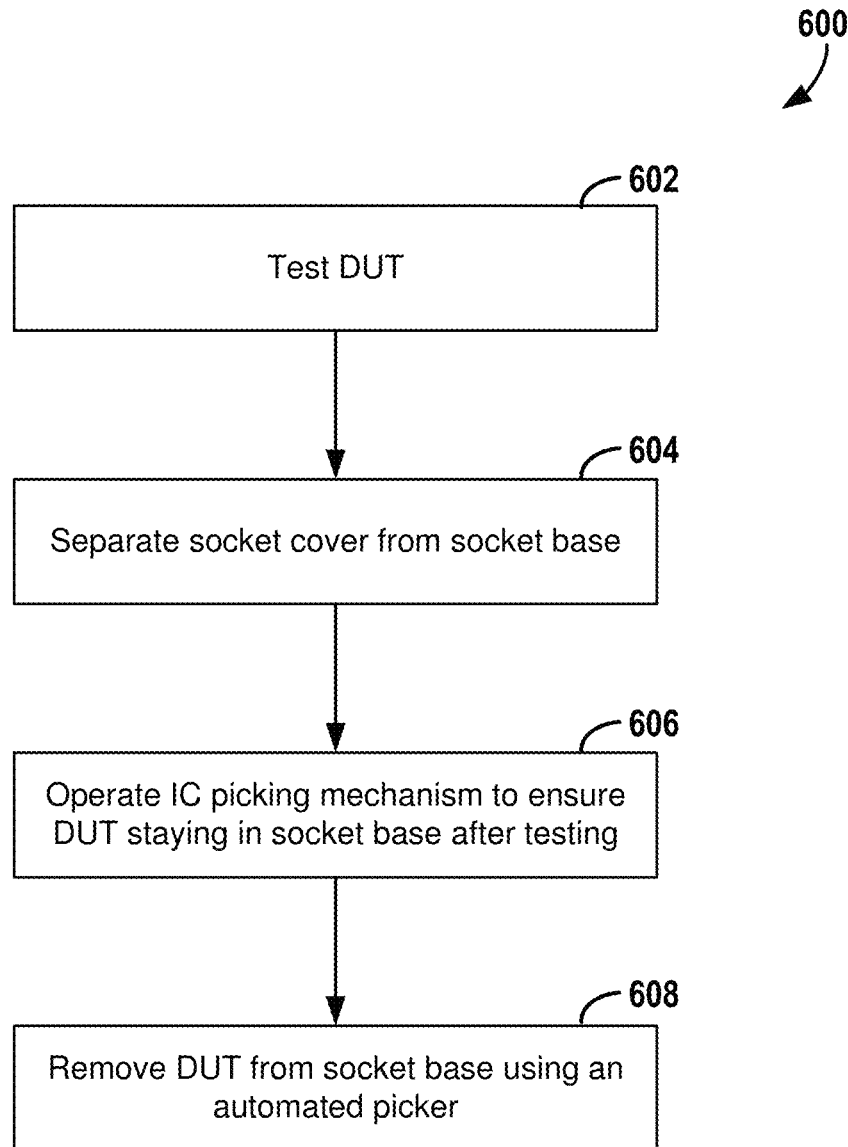 600
602
Test DUT
604
Separate socket cover from socket base
606
Operate IC picking mechanism to ensure
DUT staying in socket base after testing
608
Remove DUT from socket base using an
automated picker